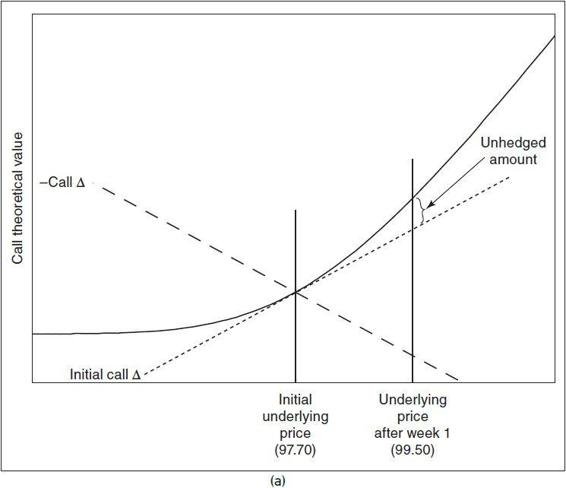 Call theoretical value
Unhedged
amount
–Call Δ
Initial call Δ
Initial
underlying
price
(97.70)
Underlying
price
after week 1
(99.50)
(a)